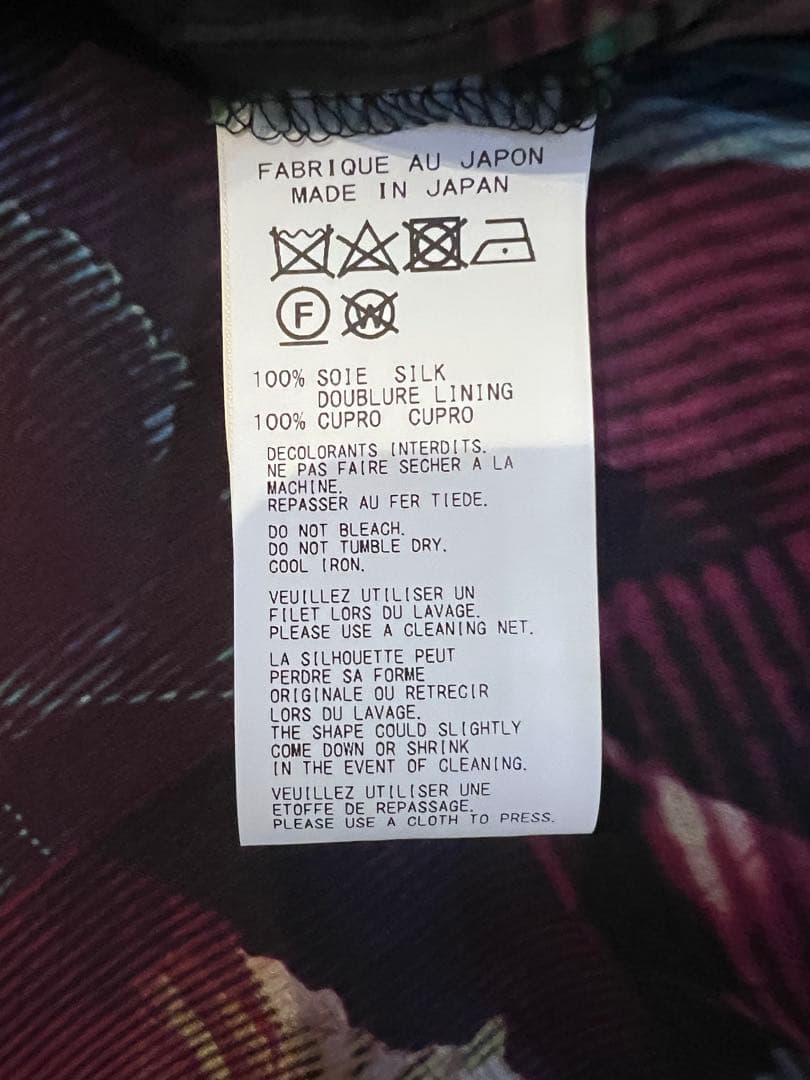 FABRIQUE AU JAPON
MADE IN JAPAN
F W
100% SOIE SILK
DOUBLURE LINING
100% CUPRO CUPRO
DECOLORANTS INTERDITS.
NE PAS FAIRE SECHER A LA
MACHINE.
REPASSER AU FER TIEDE.
DO NOT BLEACH.
DO NOT TUMBLE DRY.
COOL IRON.
VEUILLEZ UTILISER UN
FILET LORS DU LAVAGE.
PLEASE USE A CLEANING NET.
LA SILHOUETTE PEUT
PERDRE SA FORME
ORIGINALE OU RETRECIR
LORS DU LAVAGE.
THE SHAPE COULD SLIGHTLY
COME DOWN OR SHRINK
IN THE EVENT OF CLEANING.
VEUILLEZ UTILISER UNE
ETOFFE DE REPASSAGE.
PLEASE USE A CLOTH TO PRESS.